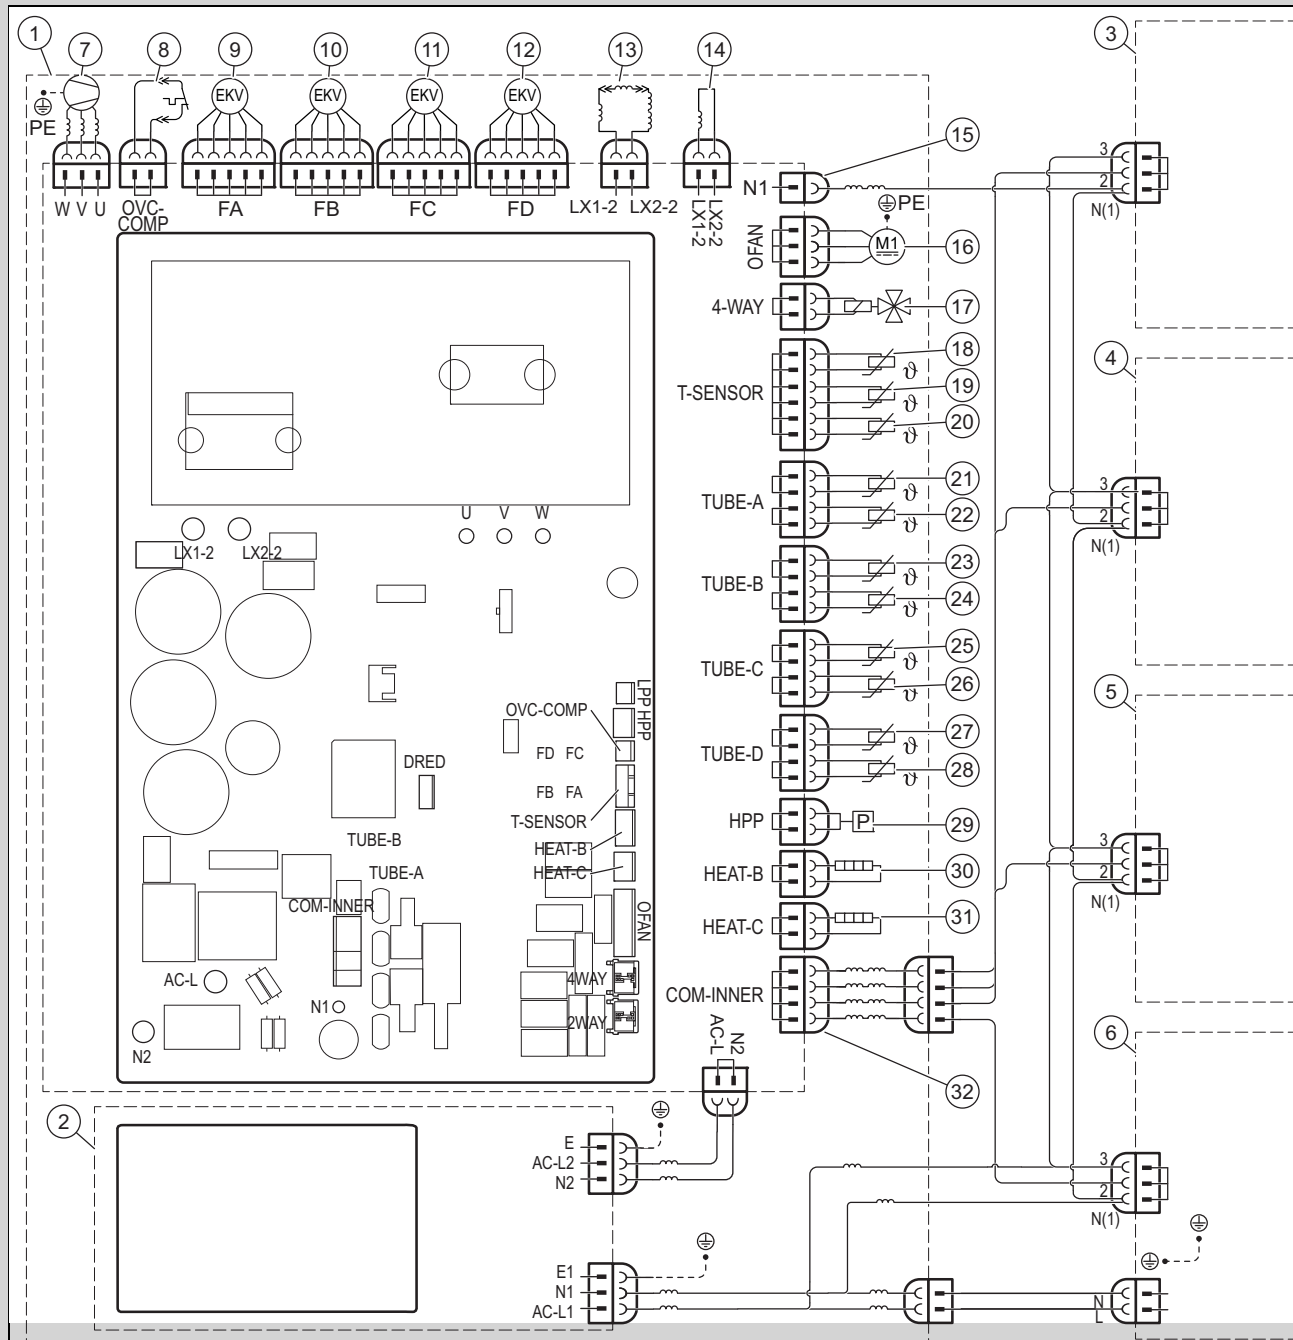 1
7
8
9
10
11
12
13
14
3
EKV
EKV
EKV
EKV
PE
W V U
OVC-
COMP
FA
FB
FC
FD
LX1-2
LX2-2
LX1-2
LX2-2
N1
15
3
2
N(1)
PE
OFAN
M1
16
4-WAY
17
4
T-SENSOR
18
ϑ
19
ϑ
20
ϑ
TUBE-A
21
ϑ
22
ϑ
3
2
N(1)
LX1-2
LX2-2
U
V
W
TUBE-B
23
ϑ
24
ϑ
TUBE-C
25
ϑ
26
ϑ
5
LPP HPP
OVC-COMP
FD FC
DRED
FB FA
T-SENSOR
TUBE-D
27
ϑ
28
ϑ
HPP
P
29
TUBE-B
HEAT-B
HEAT-C
TUBE-A
COM-INNER
OFAN
HEAT-B
30
3
2
N(1)
HEAT-C
31
AC-L
4WAY
N1
2WAY
N2
COM-INNER
AC-L
N2
32
6
2
E
AC-L2
N2
3
2
N(1)
E1
N1
AC-L1
N
L